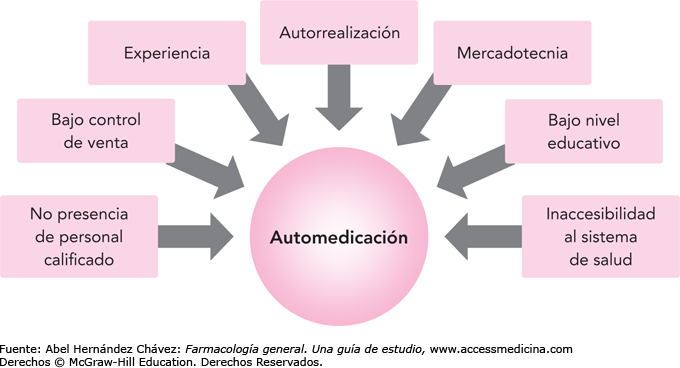 Autorrealización
Experiencia
Mercadotecnia
Bajo control
de venta
Bajo nivel
educativo
No presencia
de personal
calificado
Automedicación
Inaccesibilidad
al sistema
de salud
Fuente: Abel Hernández Chávez: Farmacología general. Una guía de estudio, www.accessmedicina.com
Derechos © McGraw-Hill Education. Derechos Reservados.